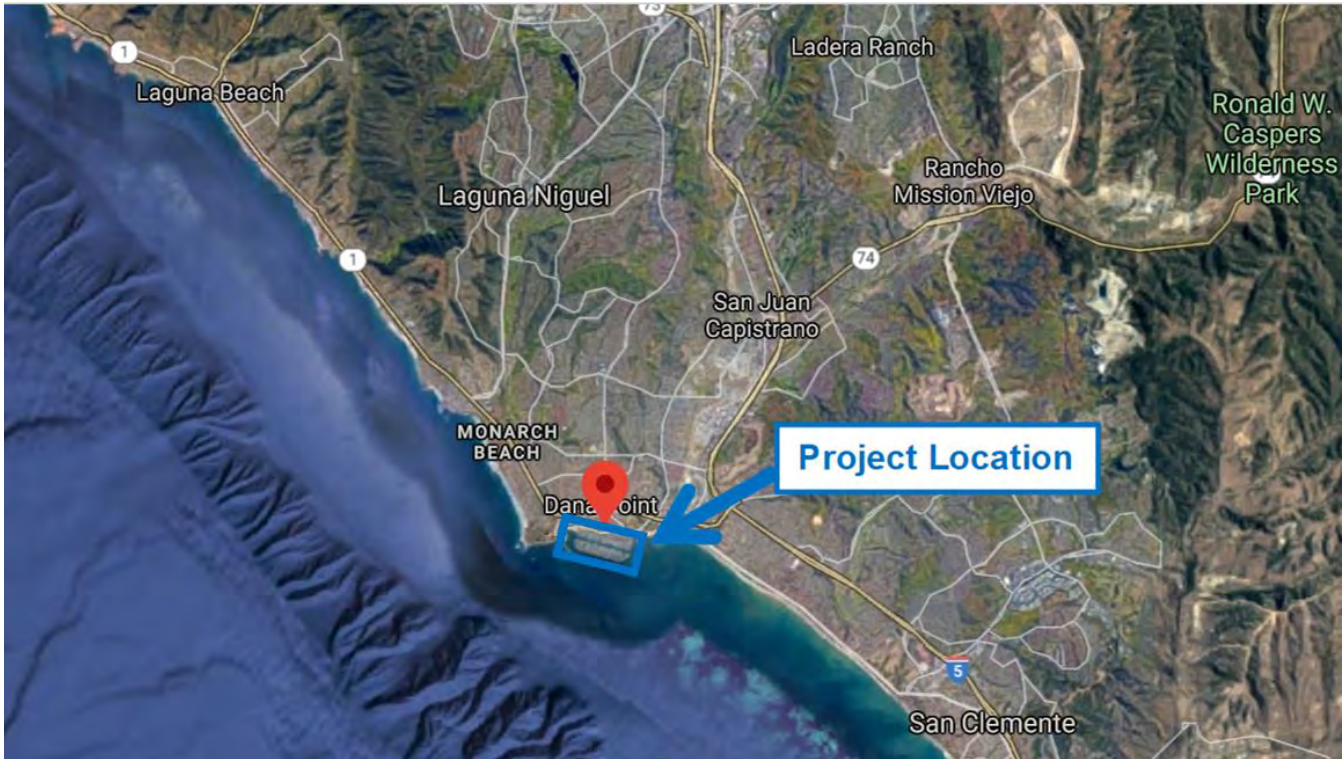 73
1
Ladera Ranch
Laguna Beach
Ronald W.
Caspers
Wilderness
Park
Rancho
Mission Viejo
Laguna Niguel
1
74
San Juan
Capistrano
MONARCH
BEACH
Project Location
Dana Point
5
San Clemente